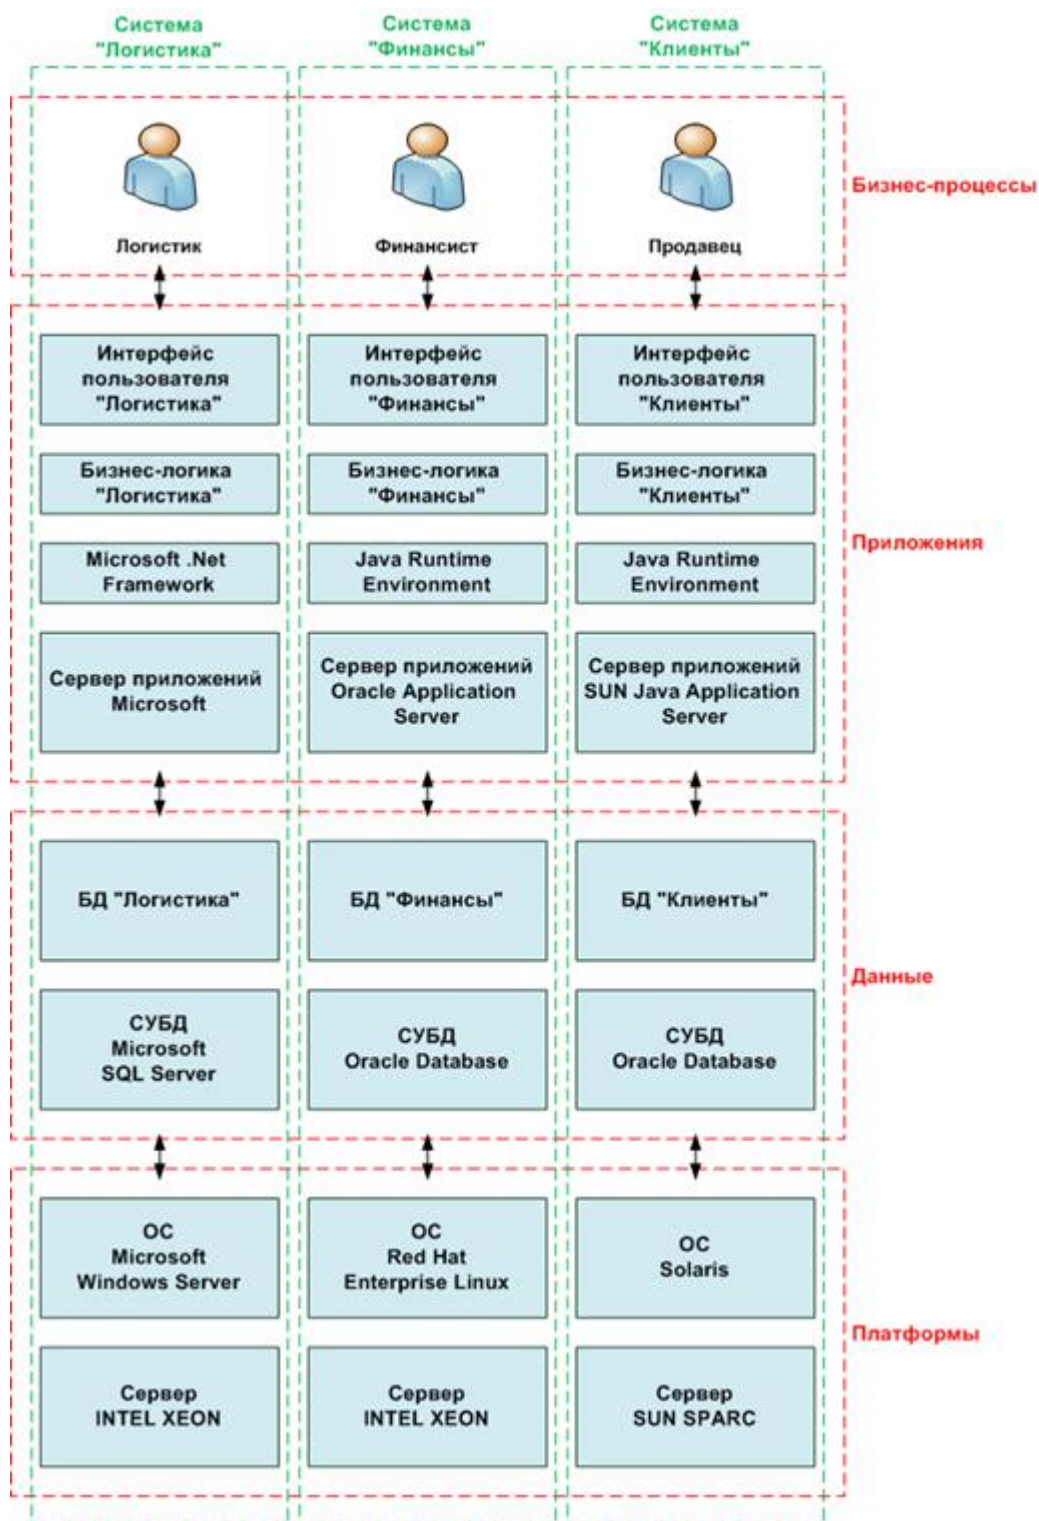 Система
"Логистика"
Система
"Финансы"
Система
"Клиенты"
Логистик
Финансист
Продавец
Бизнес-процессы
Интерфейс
пользователя
"Логистика"
Интерфейс
пользователя
"Финансы"
Интерфейс
пользователя
"Клиенты"
Бизнес-логика
"Логистика"
Бизнес-логика
"Финансы"
Бизнес-логика
"Клиенты"
Microsoft .Net
Framework
Java Runtime
Environment
Java Runtime
Environment
Приложения
Сервер приложений
Microsoft
Сервер приложений
Oracle Application
Server
Сервер приложений
SUN Java Application
Server
БД "Логистика"
БД "Финансы"
БД "Клиенты"
Данные
СУБД
Microsoft
SQL Server
СУБД
Oracle Database
СУБД
Oracle Database
ОС
Microsoft
Windows Server
ОС
Red Hat
Enterprise Linux
ОС
Solaris
Платформы
Сервер
INTEL XEON
Сервер
INTEL XEON
Сервер
SUN SPARC